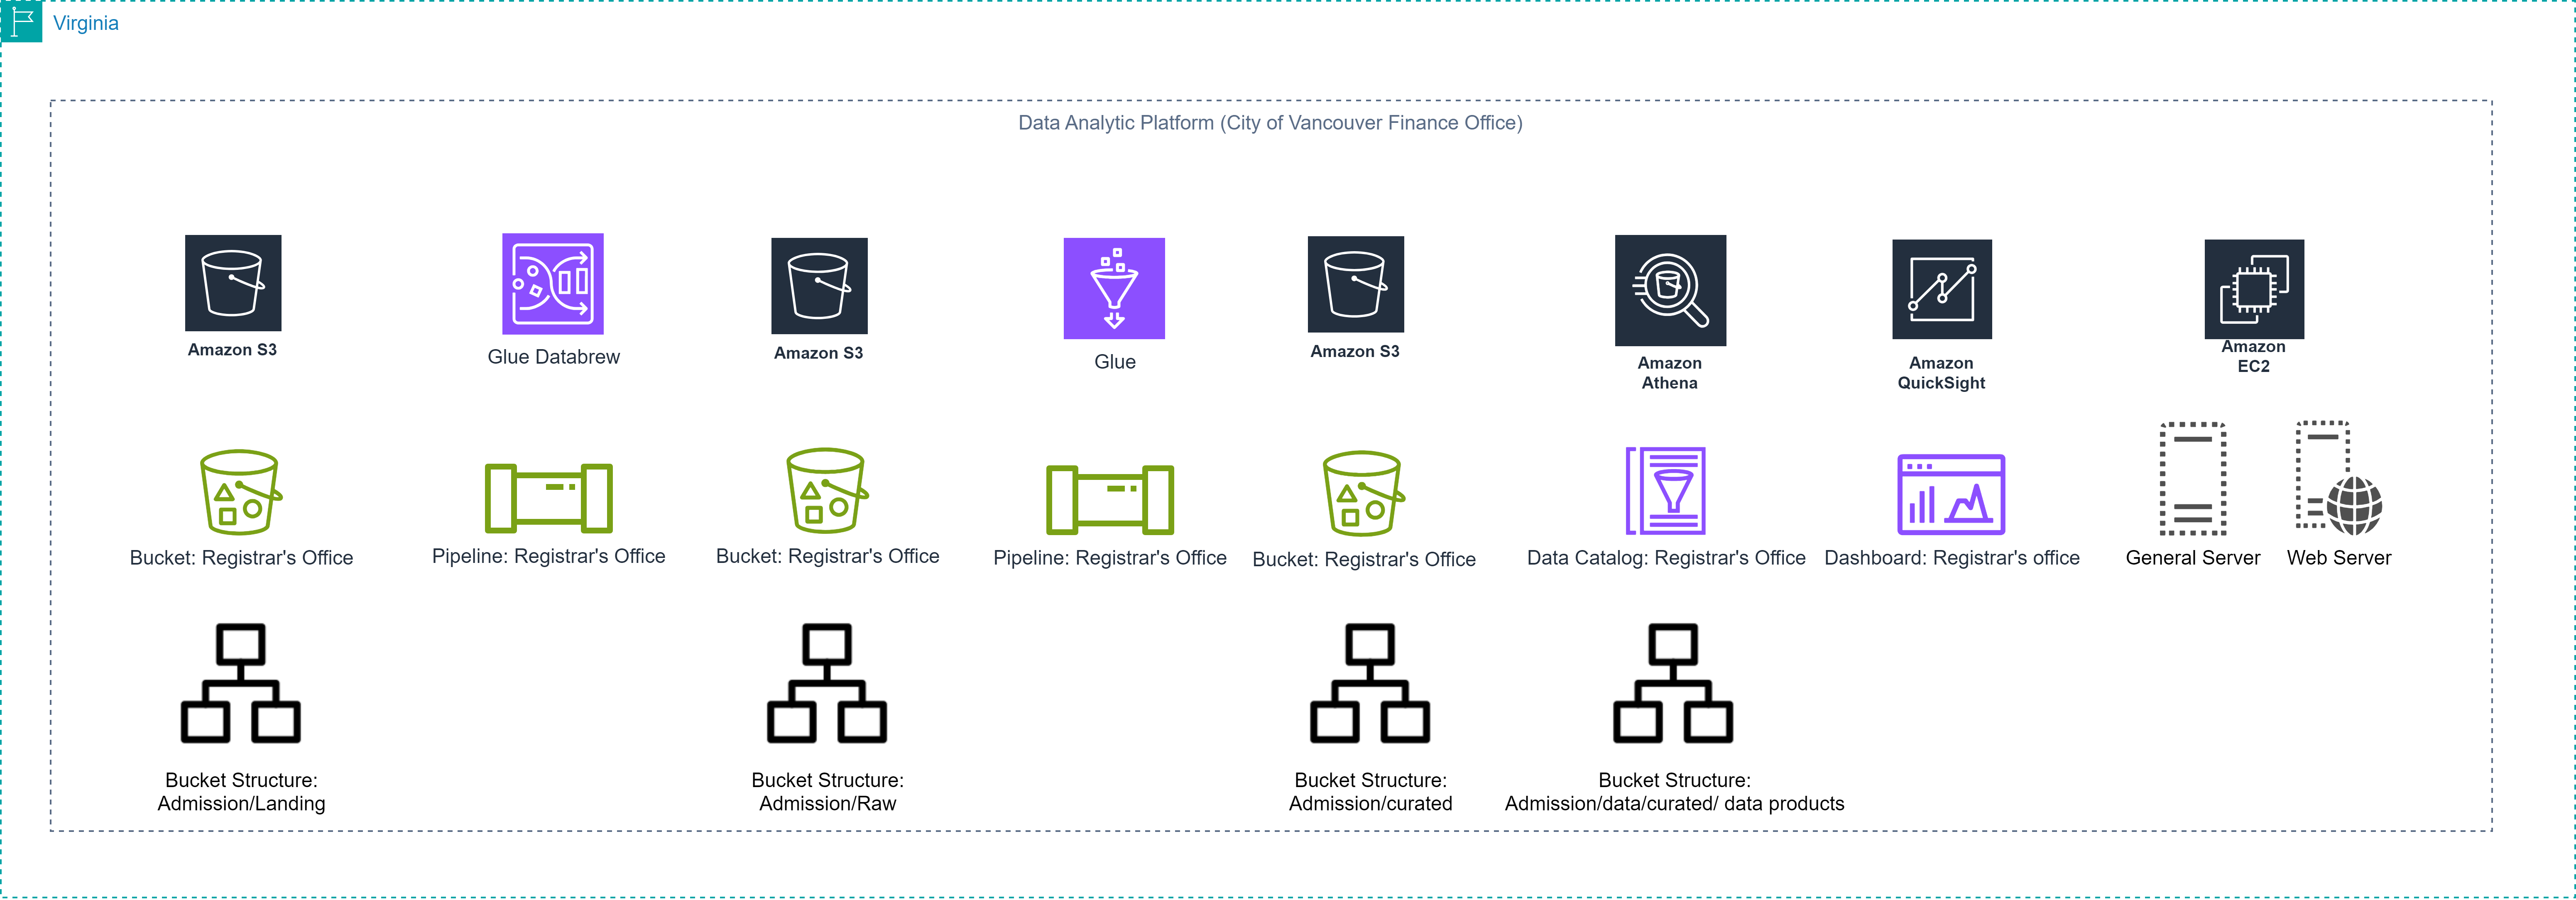 Virginia
Data Analytic Platform (City of Vancouver Finance Office)
Amazon S3
Glue Databrew
Amazon S3
Glue
Amazon S3
Amazon
Athena
Amazon
QuickSight
Amazon
EC2
Bucket: Registrar's Office
Pipeline: Registrar's Office
Bucket: Registrar's Office
Pipeline: Registrar's Office
Bucket: Registrar's Office
Data Catalog: Registrar's Office
Dashboard: Registrar's office
General Server
Web Server
Bucket Structure:
Admission/Landing
Bucket Structure:
Admission/Raw
Bucket Structure:
Admission/curated
Bucket Structure:
Admission/data/curated/ data products